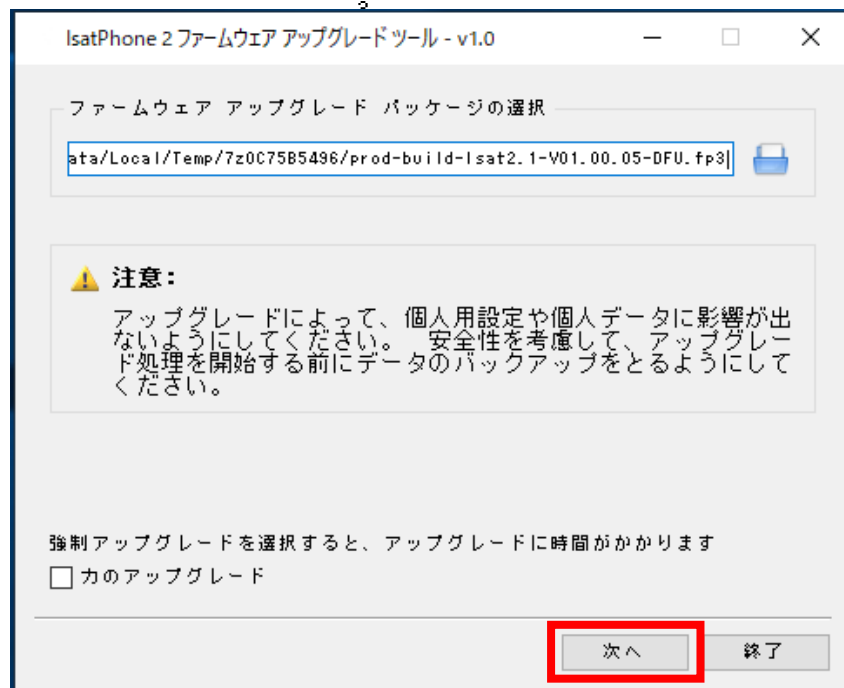 IsatPhone 2 ファームウェア アップグレード ツール - v1.0
ファームウェア アップグレード パッケージの選択
ata/Local/Temp/7z0C75B5496/prod-build-Isat2.1-V01.00.05-DFU.fp3
注意:
アップグレードによって、個人用設定や個人データに影響が出
ないようにしてください。 安全性を考慮して、アップグレー
ド処理を開始する前にデータのバックアップをとるようにして
ください。
強制アップグレードを選択すると、アップグレードに時間がかかります
力のアップグレード
次へ 終了